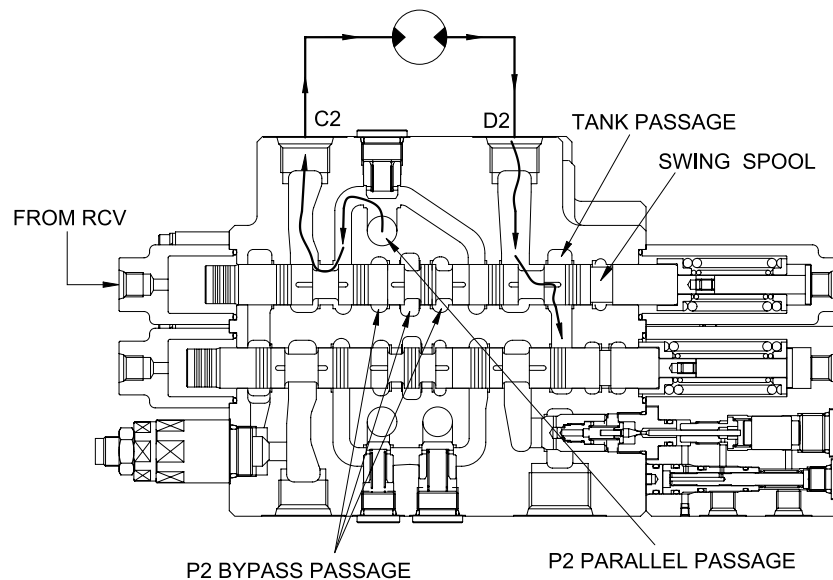 C2
D2
TANK PASSAGE
SWING SPOOL
FROM RCV
P2 BYPASS PASSAGE
P2 PARALLEL PASSAGE